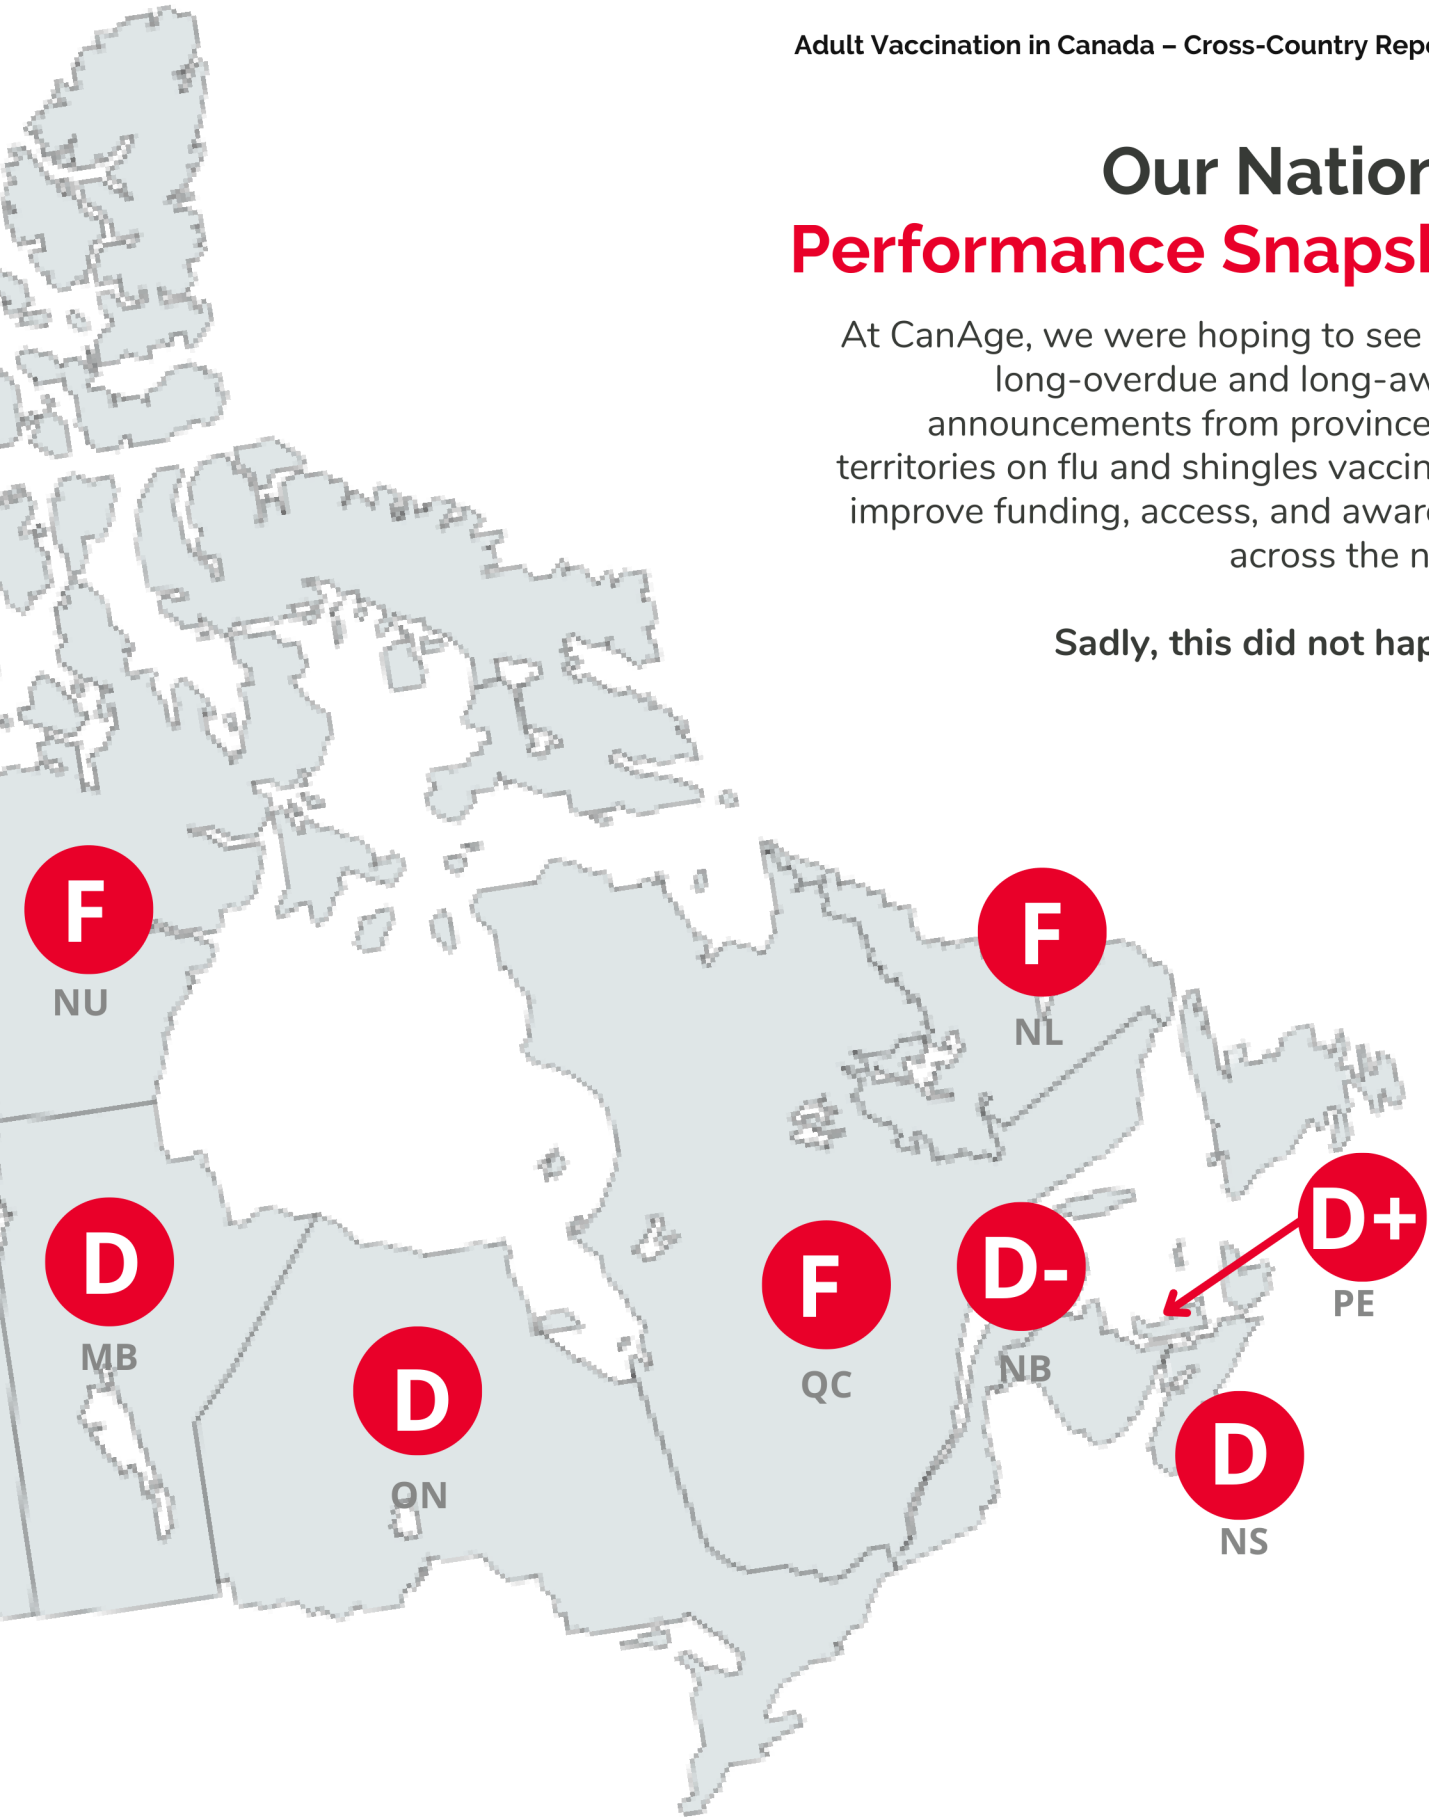 Adult Vaccination in Canada – Cross-Country Rep
Our Nation
Performance Snaps
At CanAge, we were hoping to see
long-overdue and long-aw
announcements from province
territories on flu and shingles vaccin
improve funding, access, and awar
across the n
Sadly, this did not hap
F
NU
F
NL
D
MB
D
ON
F
QC
D-
NB
D+
PE
D
NS